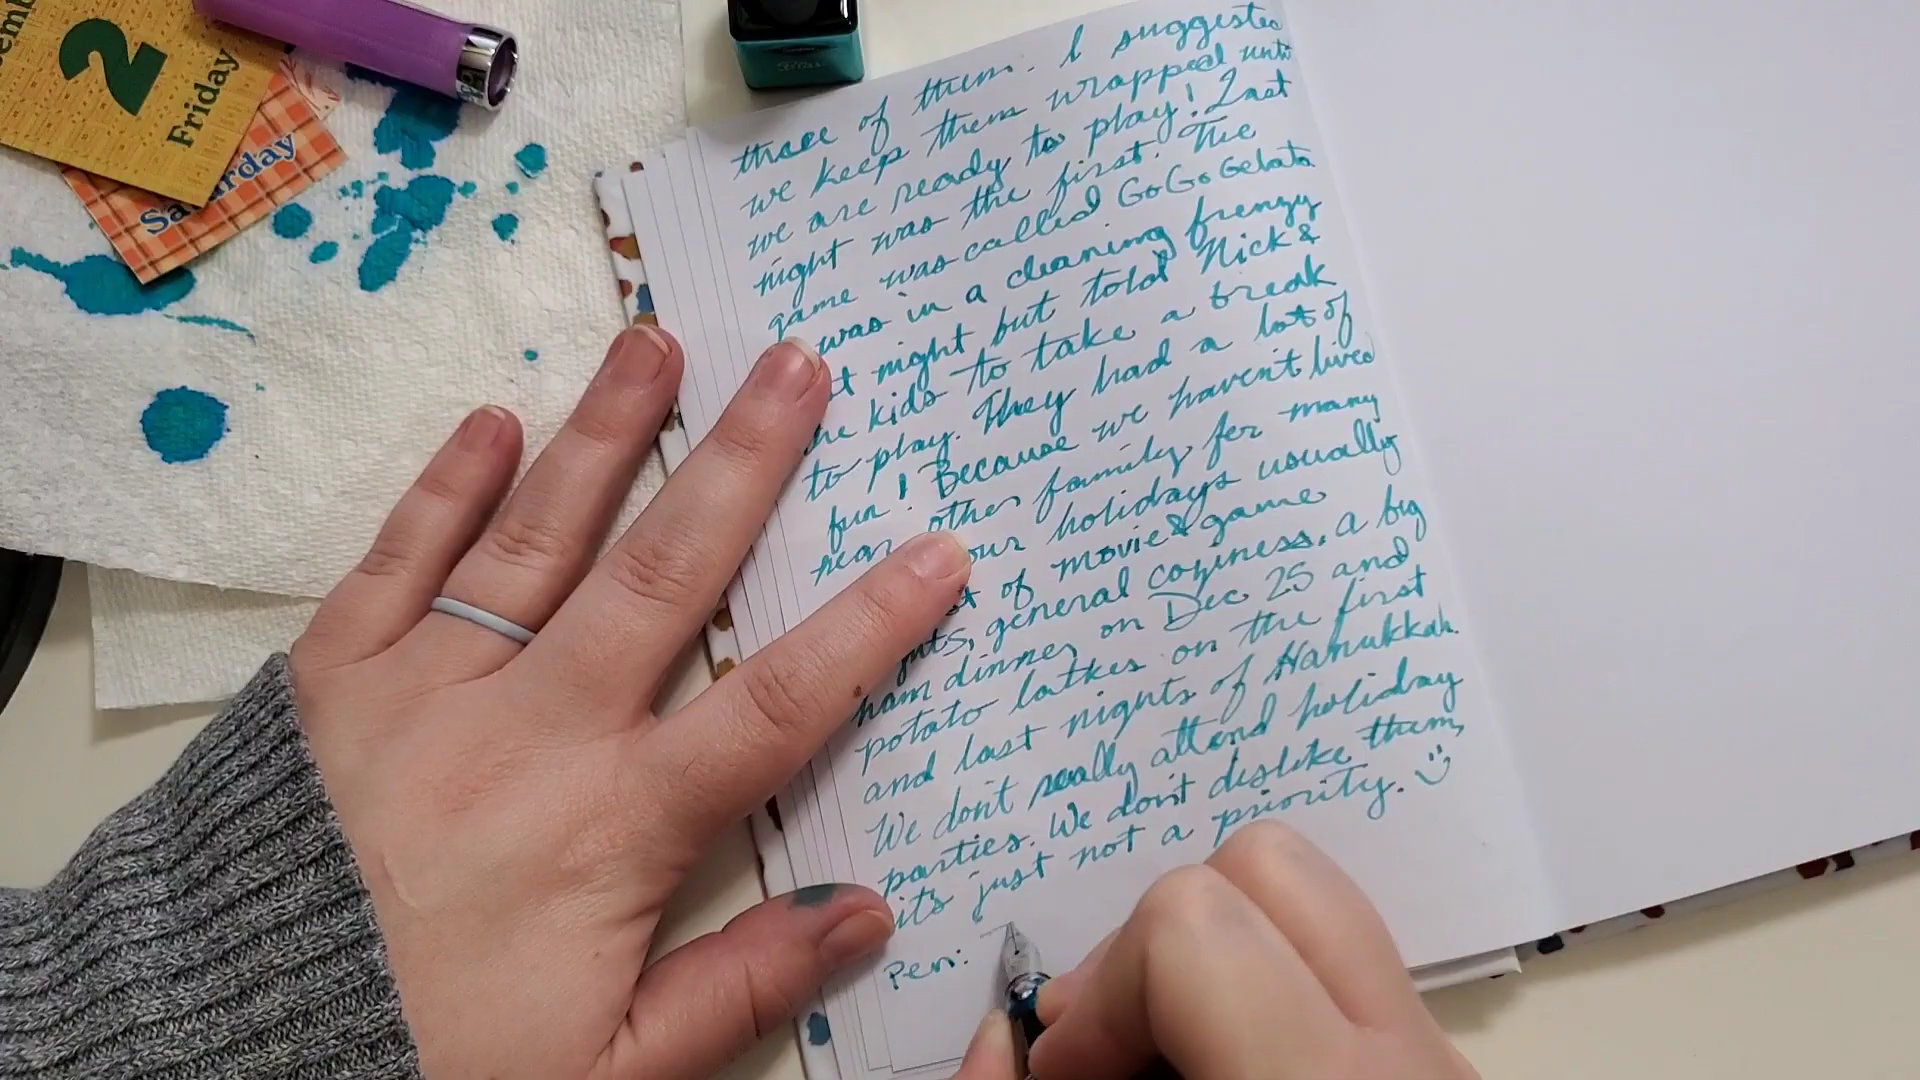 2
Friday
Saturday
of them. I suggested
we keep them wrapped until
we are ready to play! Last
night was the first. The
game was called GoGoGelato
was in a cleaning frenzy
night but told Nick &
kids to take a break
to play. They had a lot of
fun! Because we haven't lived
near other family for many
our holidays usually
of movie & game
general coziness, a big
ham dinner on Dec 25 and
potato latkes on the first
and last nights of Hanukkah.
We don't really attend holiday
parties. We don't dislike them,
it's just not a priority. :)
Pen: